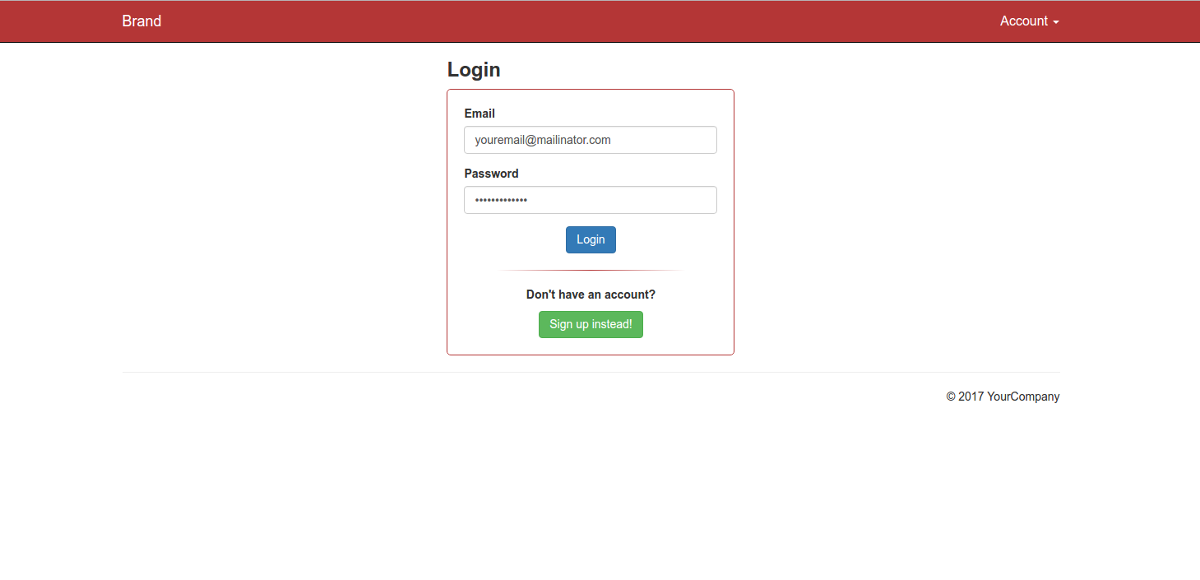 Brand
Account
Login
Email
youremail@mailinator.com
Password
•••••••••••••
Login
Don't have an account?
Sign up instead!
© 2017 YourCompany